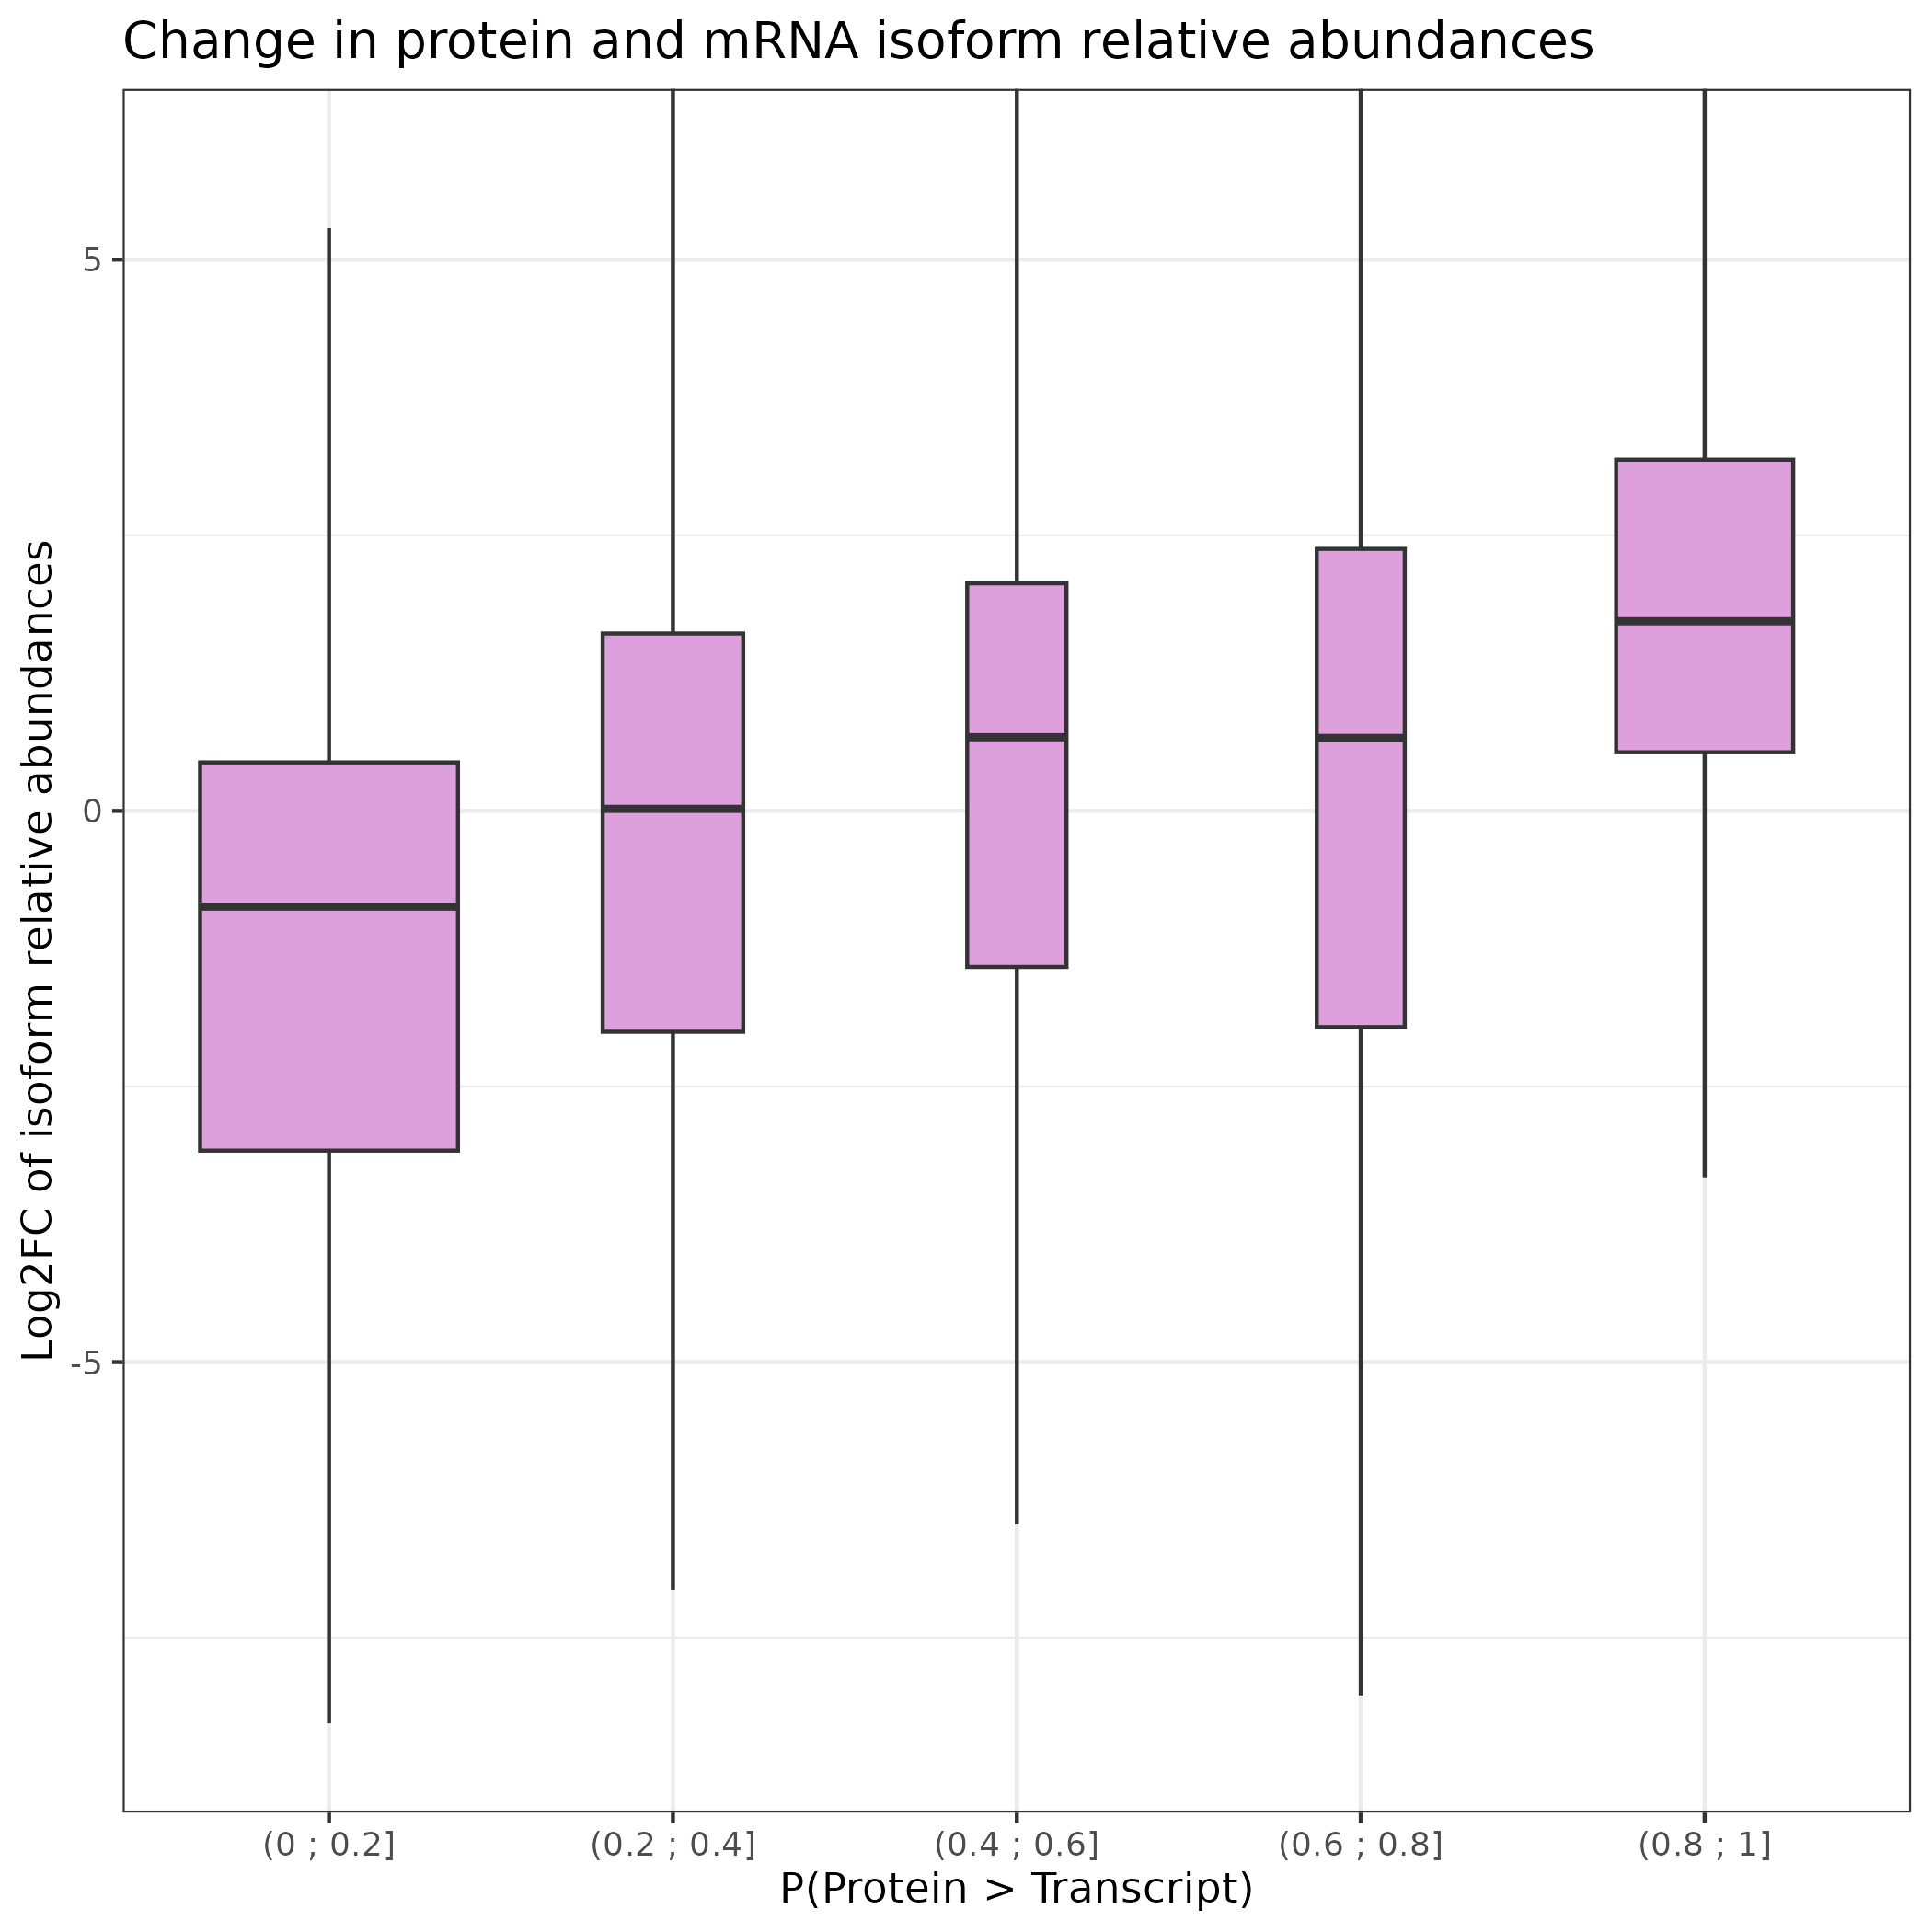 Change in protein and mRNA isoform relative abundances
Log2FC of isoform relative abundances
5
0
-5
(0 ; 0.2]
(0.2 ; 0.4]
(0.4 ; 0.6]
(0.6 ; 0.8]
(0.8 ; 1]
P(Protein > Transcript)